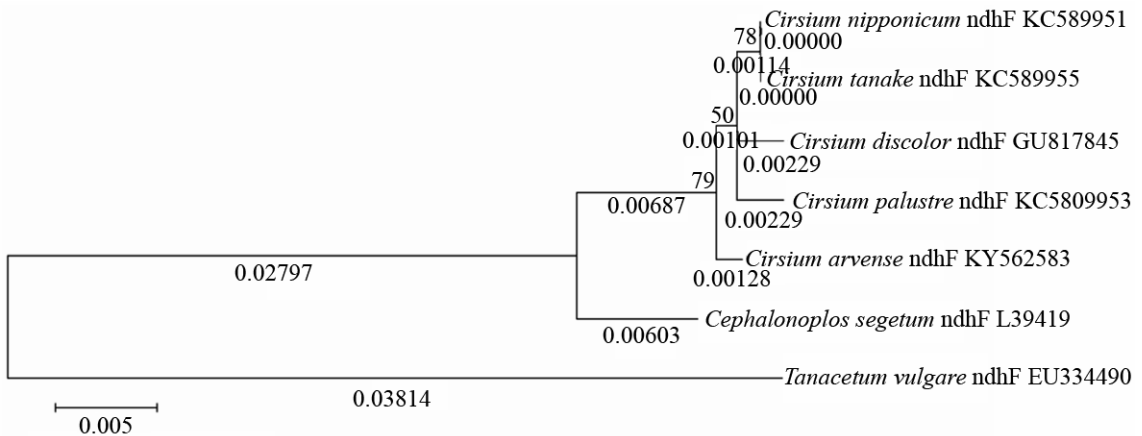 Cirsium nipponicum ndhF KC589951
78
0.00000
0.00114
Cirsium tanake ndhF KC589955
0.00000
50
0.00101
Cirsium discolor ndhF GU817845
0.00229
79
Cirsium palustre ndhF KC5809953
0.00687
0.00229
Cirsium arvense ndhF KY562583
0.02797
0.00128
Cephalonoplos segetum ndhF L39419
0.00603
Tanacetum vulgare ndhF EU334490
0.03814
0.005